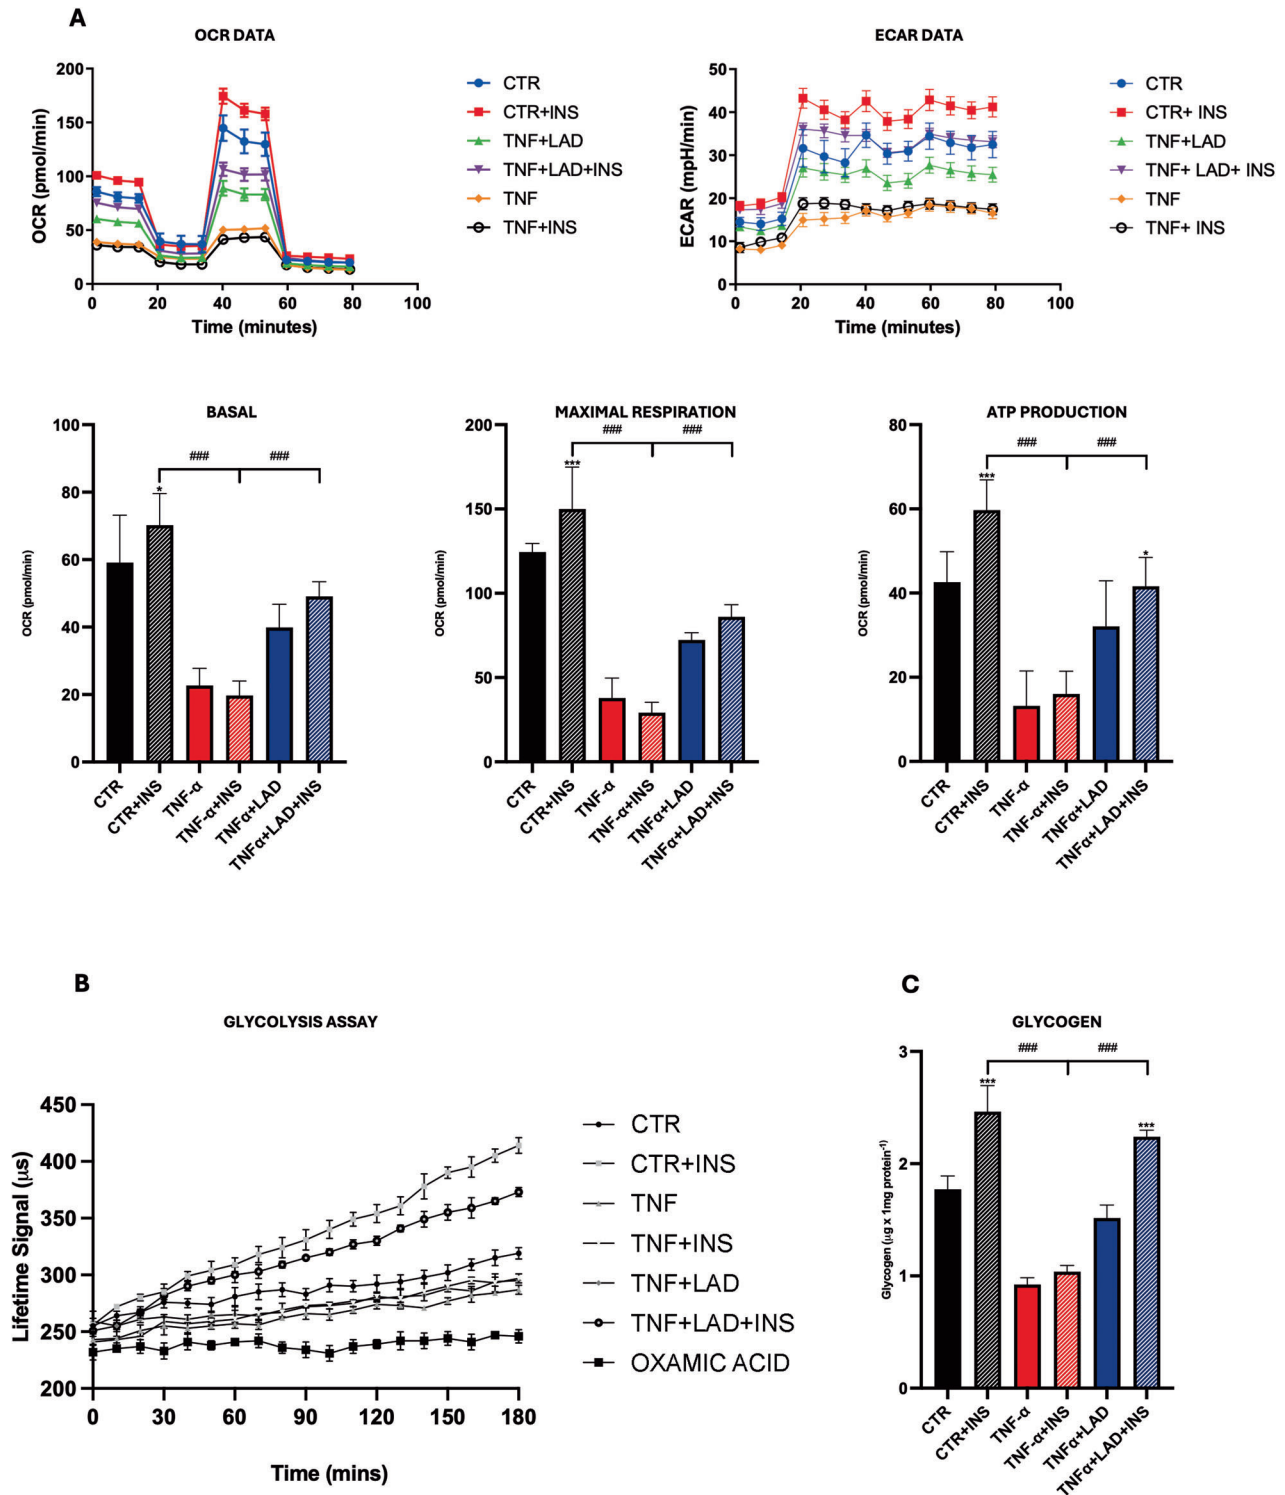 A
OCR DATA
ECAR DATA
200
150
100
50
0
OCR (pmol/min)
0 20 40 60 80 100
Time (minutes)
CTR
CTR+INS
TNF+LAD
TNF+LAD+INS
TNF
TNF+INS
50
40
30
20
10
0
ECAR (mpH/min)
0 20 40 60 80 100
Time (minutes)
CTR
CTR+ INS
TNF+LAD
TNF+ LAD+ INS
TNF
TNF+ INS
BASAL
100
80
60
40
20
0
OCR (pmol/min)
### ###
*
CTR
CTR+INS
TNF-α
TNF-α+INS
TNFα+LAD
TNFα+LAD+INS
MAXIMAL RESPIRATION
200
150
100
50
0
OCR (pmol/min)
### ###
***
CTR
CTR+INS
TNF-α
TNF-α+INS
TNFα+LAD
TNFα+LAD+INS
ATP PRODUCTION
80
60
40
20
0
OCR (pmol/min)
### ###
***
*
CTR
CTR+INS
TNF-α
TNF-α+INS
TNFα+LAD
TNFα+LAD+INS
B
GLYCOLYSIS ASSAY
450
400
350
300
250
200
Lifetime Signal (μs)
0 30 60 90 120 150 180
Time (mins)
CTR
CTR+INS
TNF
TNF+INS
TNF+LAD
TNF+LAD+INS
OXAMIC ACID
C
GLYCOGEN
3
2
1
0
Glycogen (μg x 1mg protein⁻¹)
### ###
***
***
CTR
CTR+INS
TNF-α
TNF-α+INS
TNFα+LAD
TNFα+LAD+INS